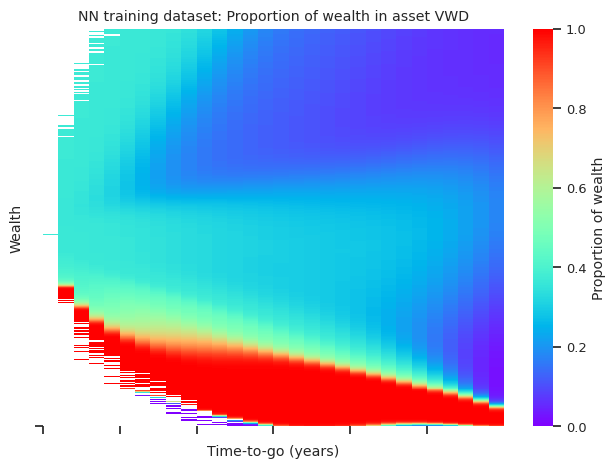 NN training dataset: Proportion of wealth in asset VWD
Wealth
Time-to-go (years)
1.0
0.8
0.6
0.4
0.2
0.0
Proportion of wealth